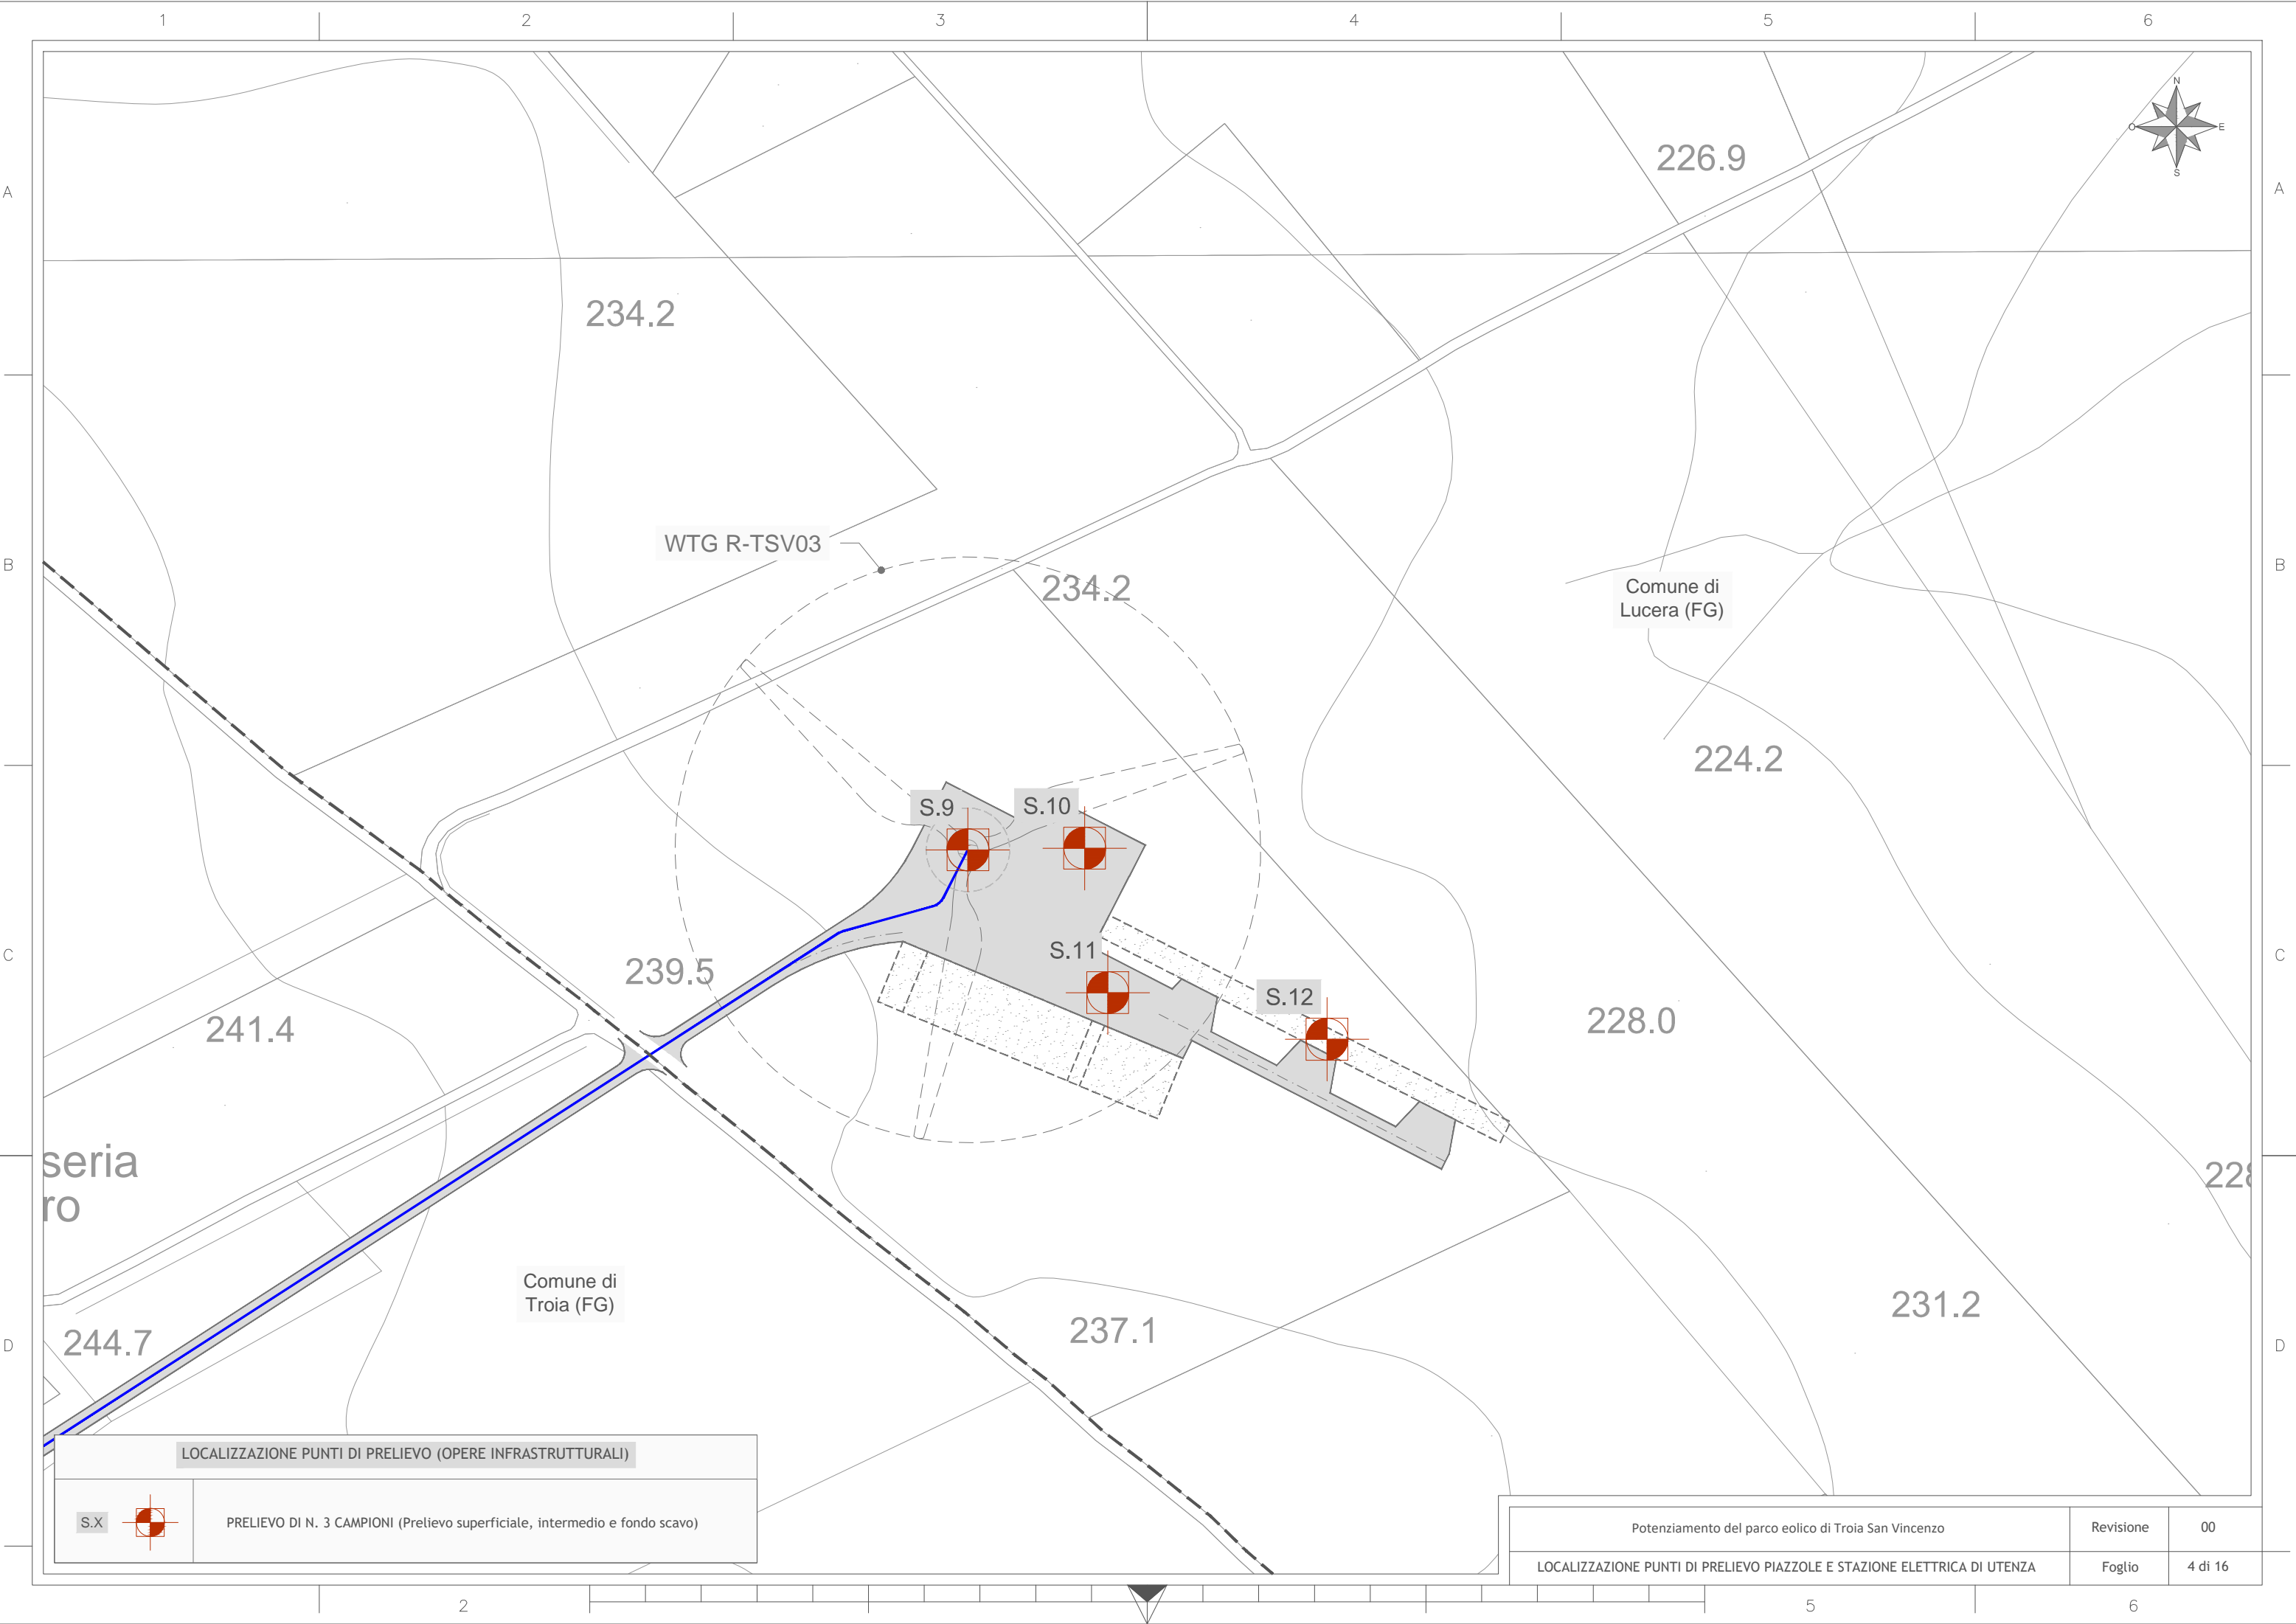 1
2
3
4
5
6
N
O
E
S
A
A
226.9
234.2
WTG R-TSV03
B
234.2
Comune di
Lucera (FG)
B
224.2
S.9
S.10
C
239.5
S.11
S.12
C
241.4
228.0
seria
ro
228
Comune di
Troia (FG)
231.2
D
244.7
237.1
D
LOCALIZZAZIONE PUNTI DI PRELIEVO (OPERE INFRASTRUTTURALI)
S.X
PRELIEVO DI N. 3 CAMPIONI (Prelievo superficiale, intermedio e fondo scavo)
Potenziamento del parco eolico di Troia San Vincenzo
Revisione
00
LOCALIZZAZIONE PUNTI DI PRELIEVO PIAZZOLE E STAZIONE ELETTRICA DI UTENZA
Foglio
4 di 16
2
5
6